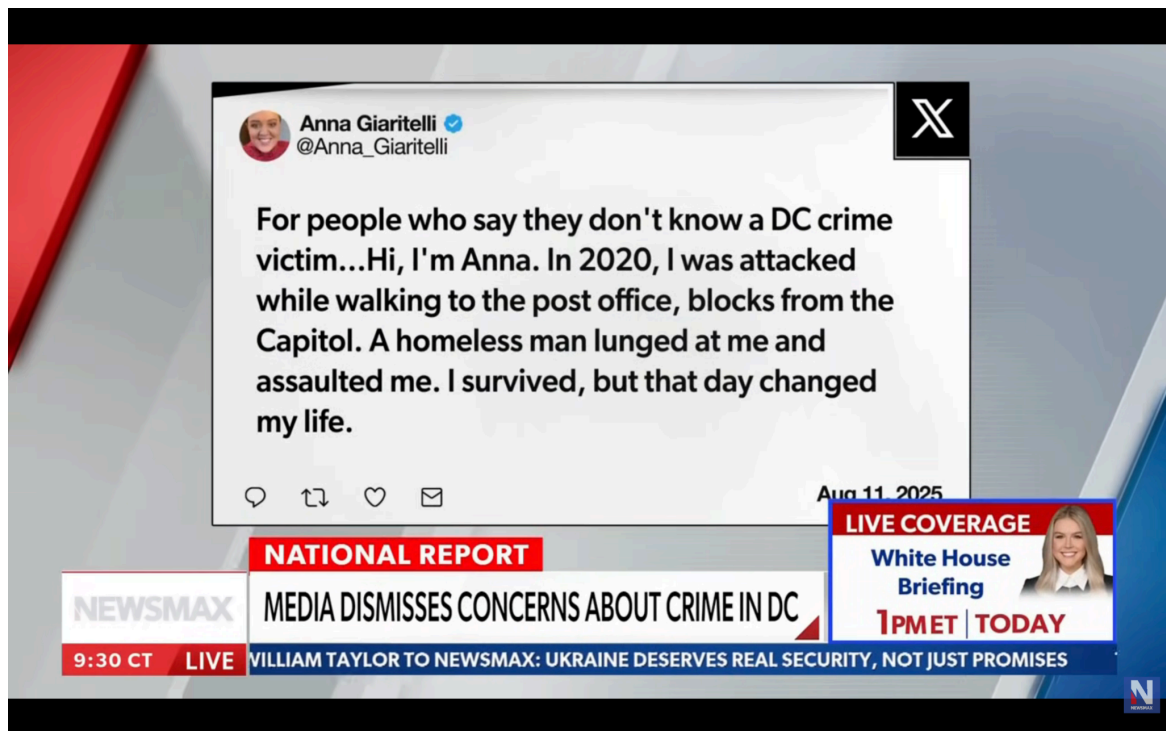 Anna Giaritelli
@Anna_Giaritelli
X
For people who say they don't know a DC crime
victim...Hi, I'm Anna. In 2020, I was attacked
while walking to the post office, blocks from the
Capitol. A homeless man lunged at me and
assaulted me. I survived, but that day changed
my life.
Aug 11, 2025
LIVE COVERAGE
White House
Briefing
1PM ET | TODAY
NATIONAL REPORT
NEWSMAX
MEDIA DISMISSES CONCERNS ABOUT CRIME IN DC
9:30 CT LIVE
WILLIAM TAYLOR TO NEWSMAX: UKRAINE DESERVES REAL SECURITY, NOT JUST PROMISES
N
NEWSMAX